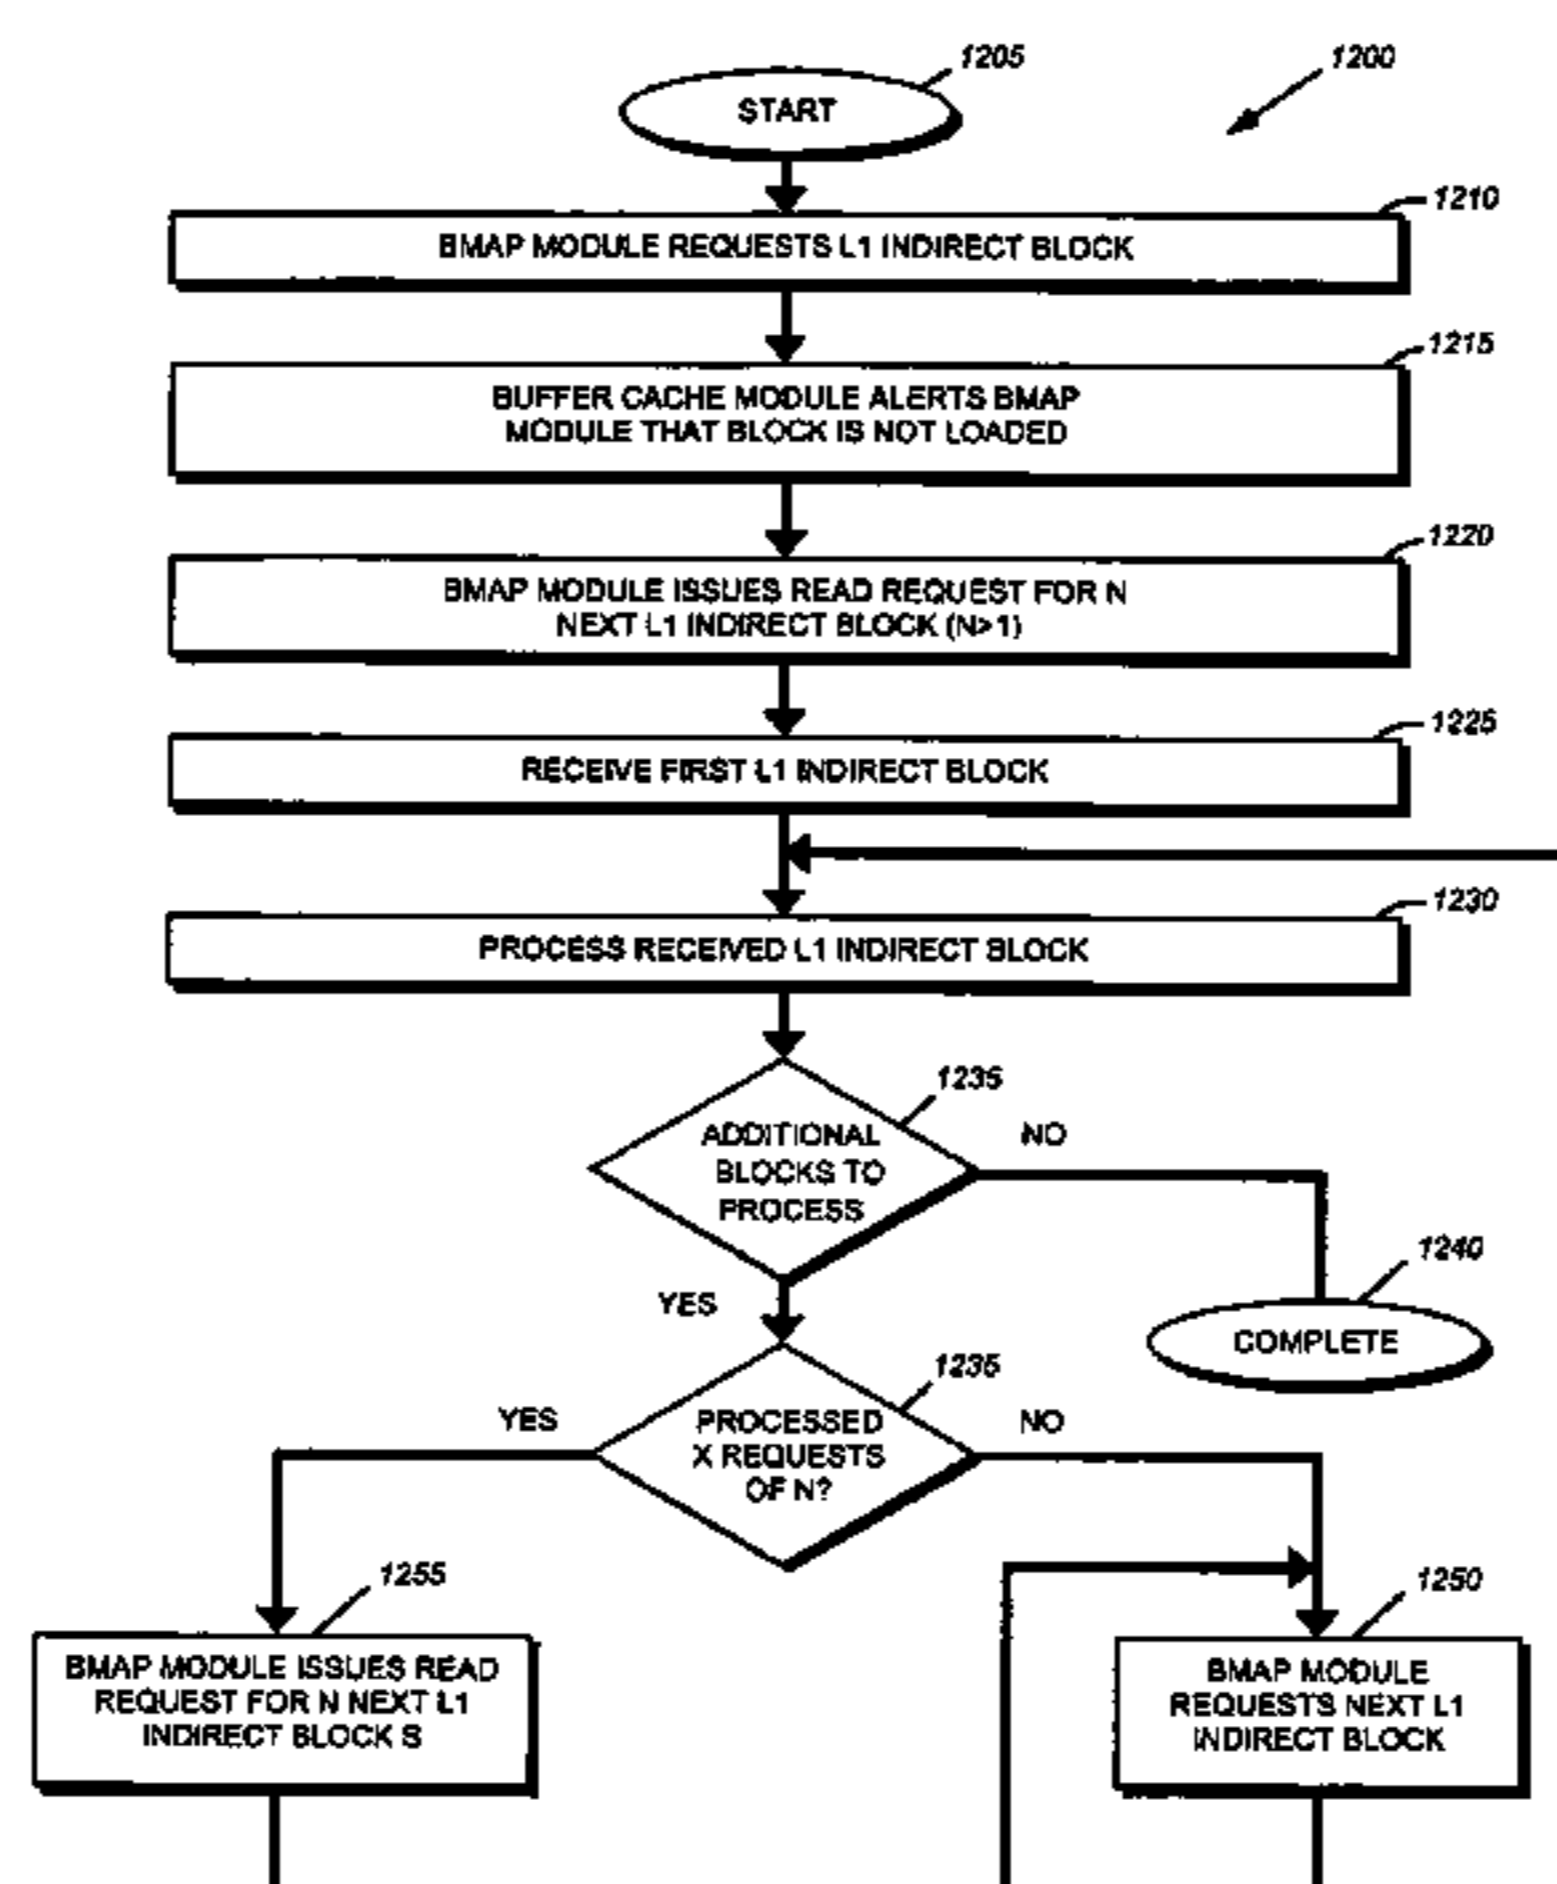 1205
1200
START
1210
BMAP MODULE REQUESTS L1 INDIRECT BLOCK
1215
BUFFER CACHE MODULE ALERTS BMAP
MODULE THAT BLOCK IS NOT LOADED
1220
BMAP MODULE ISSUES READ REQUEST FOR N
NEXT L1 INDIRECT BLOCK (N>1)
1225
RECEIVE FIRST L1 INDIRECT BLOCK
1230
PROCESS RECEIVED L1 INDIRECT BLOCK
1235
ADDITIONAL
BLOCKS TO
PROCESS
NO
1240
YES
COMPLETE
1235
YES
PROCESSED
X REQUESTS
OF N?
NO
1255
1250
BMAP MODULE ISSUES READ
REQUEST FOR N NEXT L1
INDIRECT BLOCK S
BMAP MODULE
REQUESTS NEXT L1
INDIRECT BLOCK